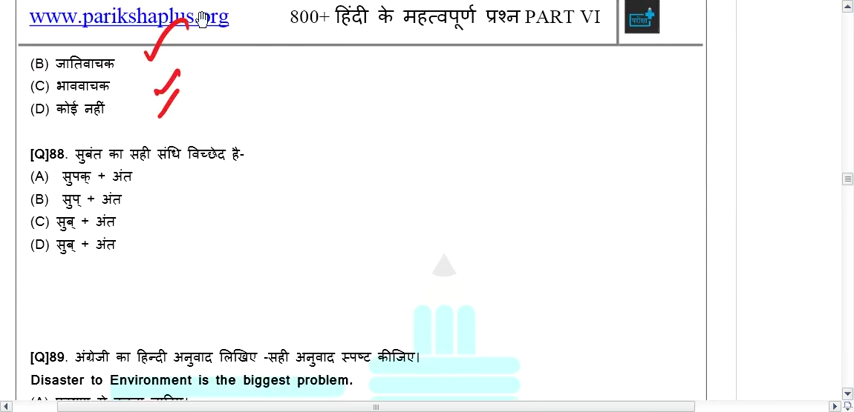 www.parikshaplus.org 800+ हिंदी के महत्वपूर्ण प्रश्न PART VI
(B) जातिवाचक
(C) भाववाचक
(D) कोई नहीं
[Q]88. सुबंत का सही संधि विच्छेद है-
(A) सुपक् + अंत
(B) सुप् + अंत
(C) सुब् + अंत
(D) सुब् + अंत
[Q]89. अंग्रेजी का हिन्दी अनुवाद लिखिए -सही अनुवाद स्पष्ट कीजिए।
Disaster to Environment is the biggest problem.